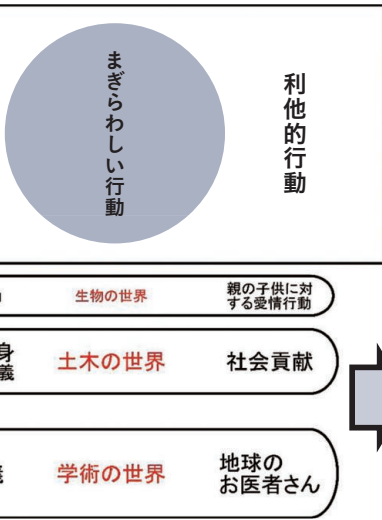 まぎらわしい行動
利他的行動
生物の世界
親の子供に対
する愛情行動
身
義
土木の世界
社会貢献
学術の世界
地球の
お医者さん